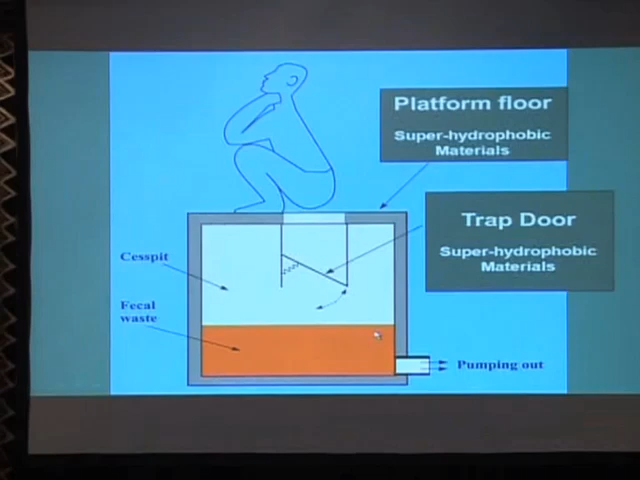 Platform floor
Super-hydrophobic
Materials
Trap Door
Super-hydrophobic
Materials
Cesspit
Fecal
waste
Pumping out